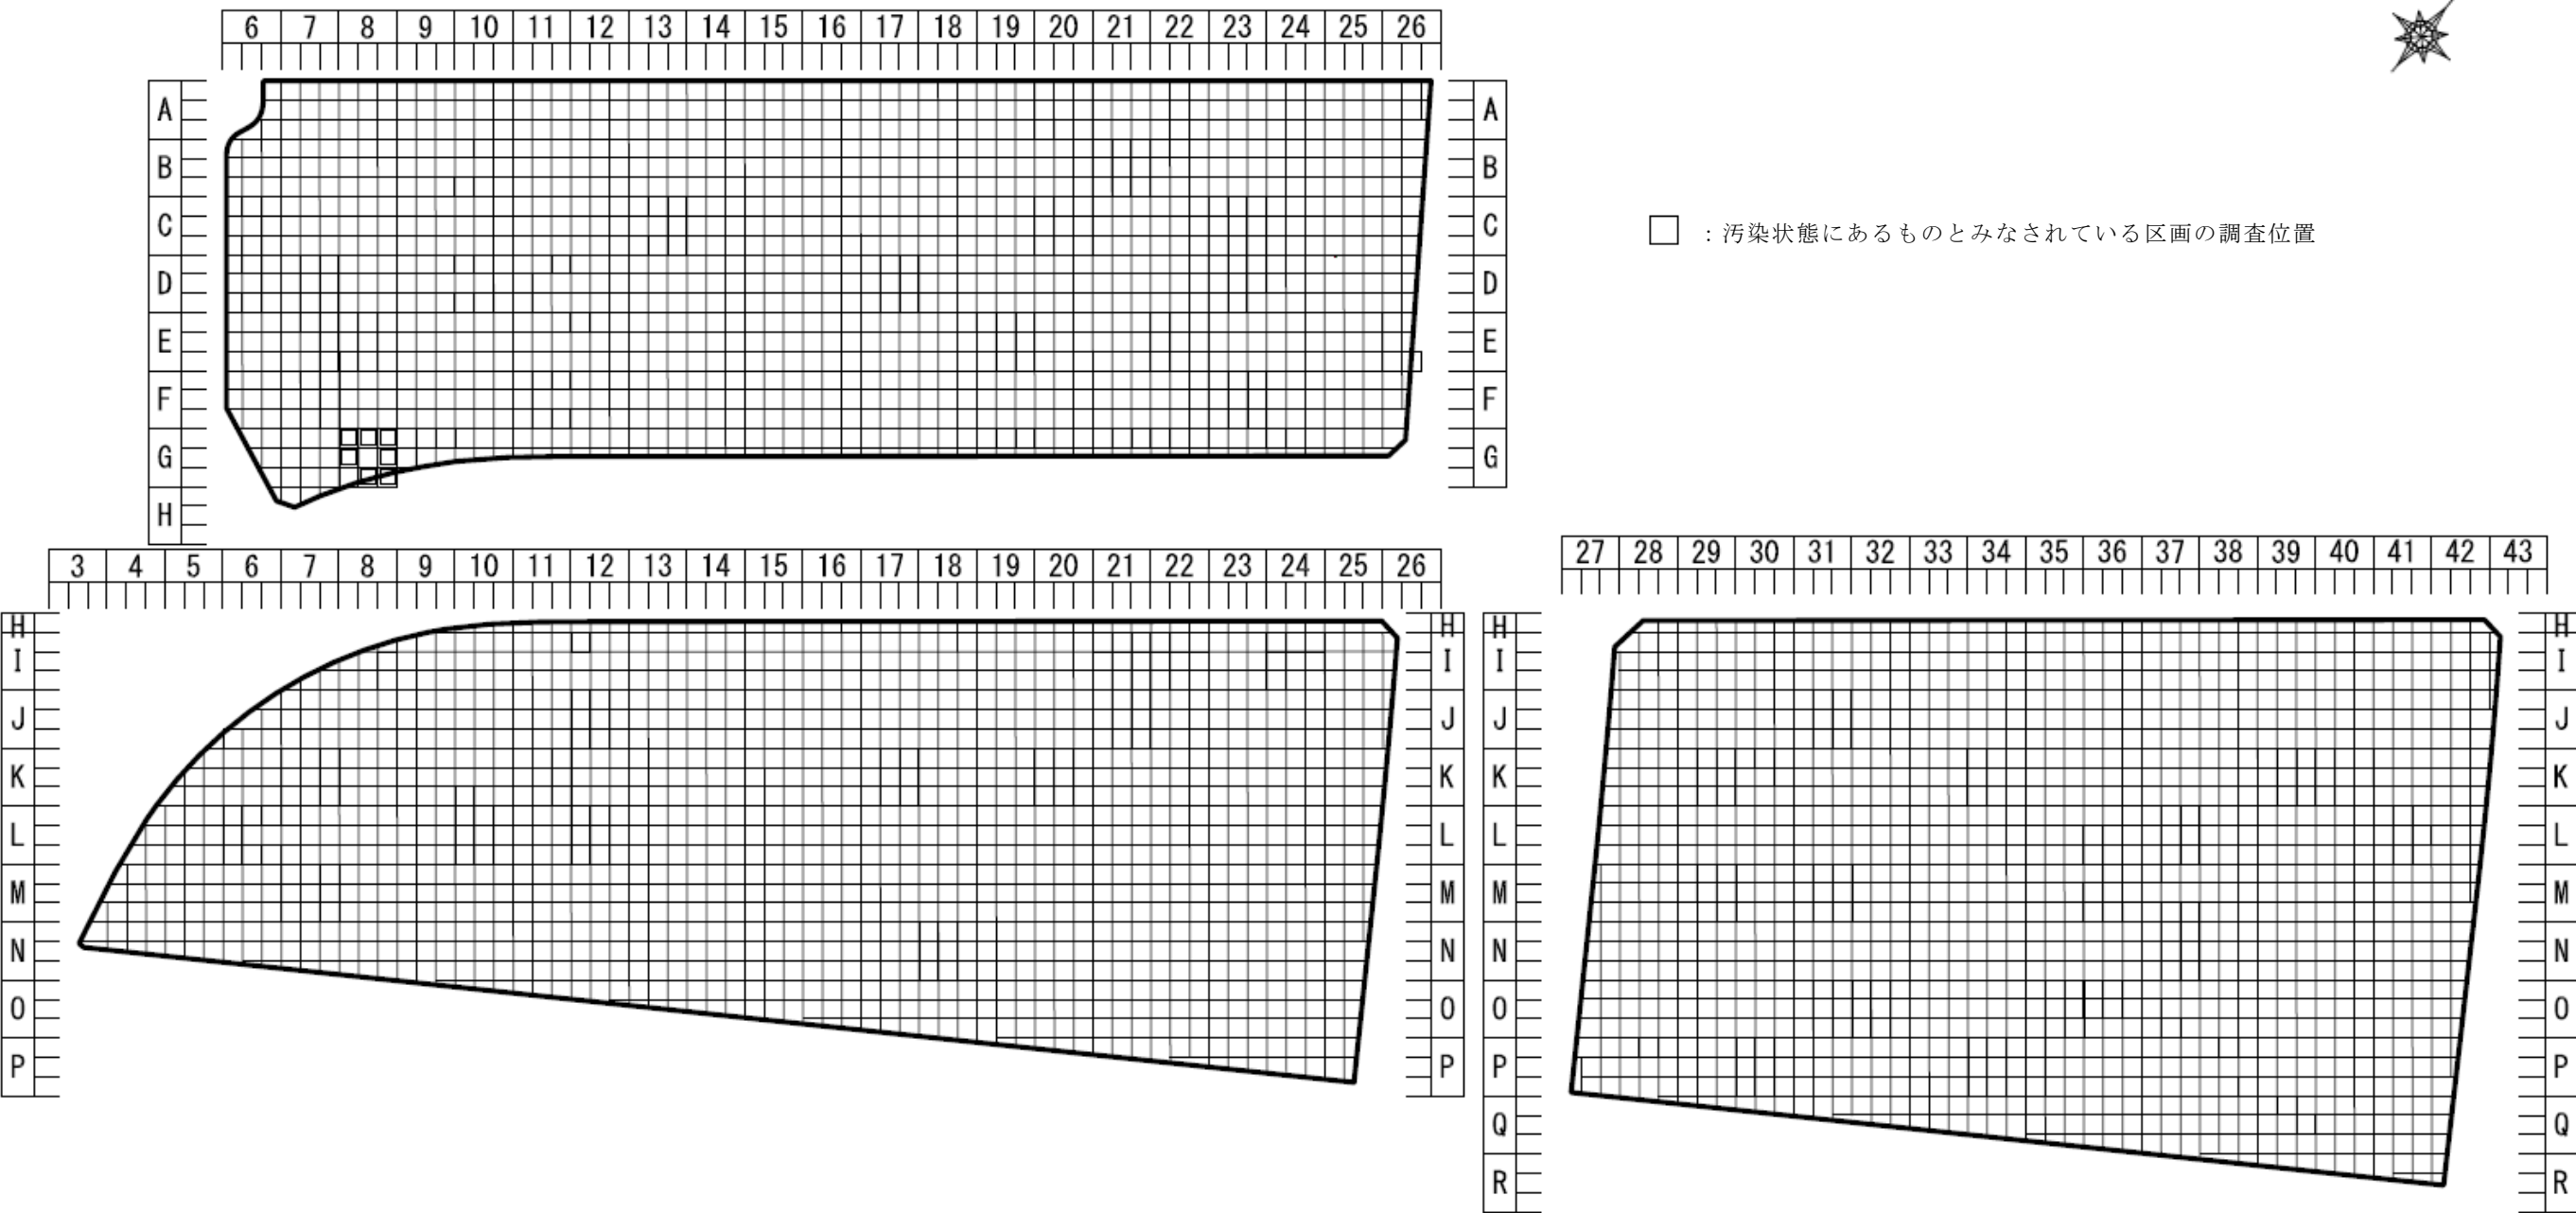 6 7 8 9 10 11 12 13 14 15 16 17 18 19 20 21 22 23 24 25 26
A A
B B
C C
：汚染状態にあるものとみなされている区画の調査位置
D D
E E
F F
G G
H
3 4 5 6 7 8 9 10 11 12 13 14 15 16 17 18 19 20 21 22 23 24 25 26
27 28 29 30 31 32 33 34 35 36 37 38 39 40 41 42 43
H H H H
I I I I
J J J J
K K K K
L L L L
M M M M
N N N N
O O O O
P P P P
Q Q
R R